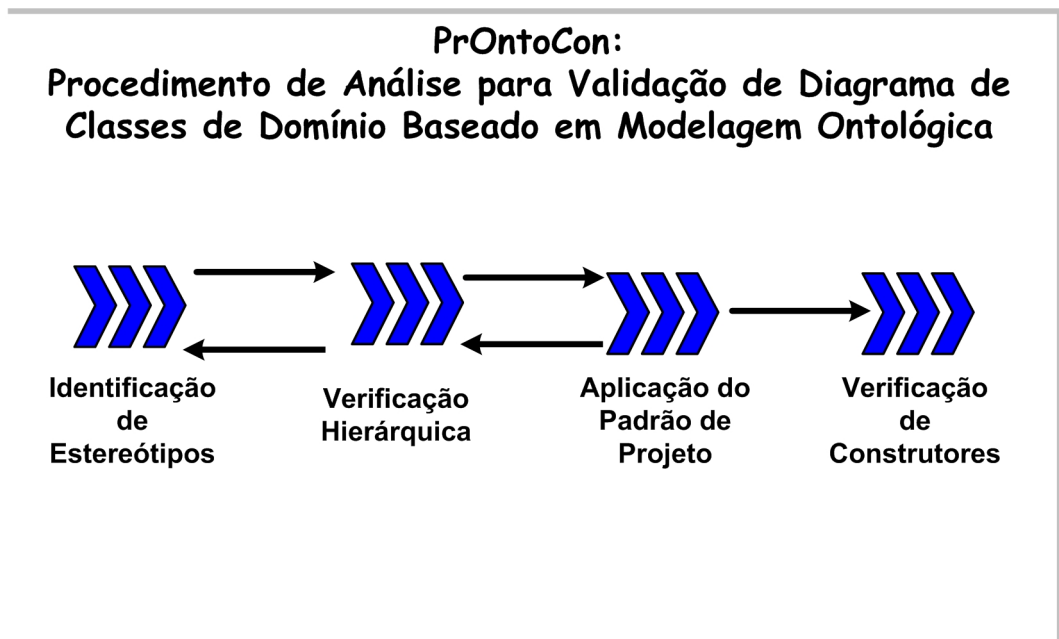 PrOntoCon:
Procedimento de Análise para Validação de Diagrama de
Classes de Domínio Baseado em Modelagem Ontológica
Identificação
de
Estereótipos
Verificação
Hierárquica
Aplicação do
Padrão de
Projeto
Verificação
de
Construtores